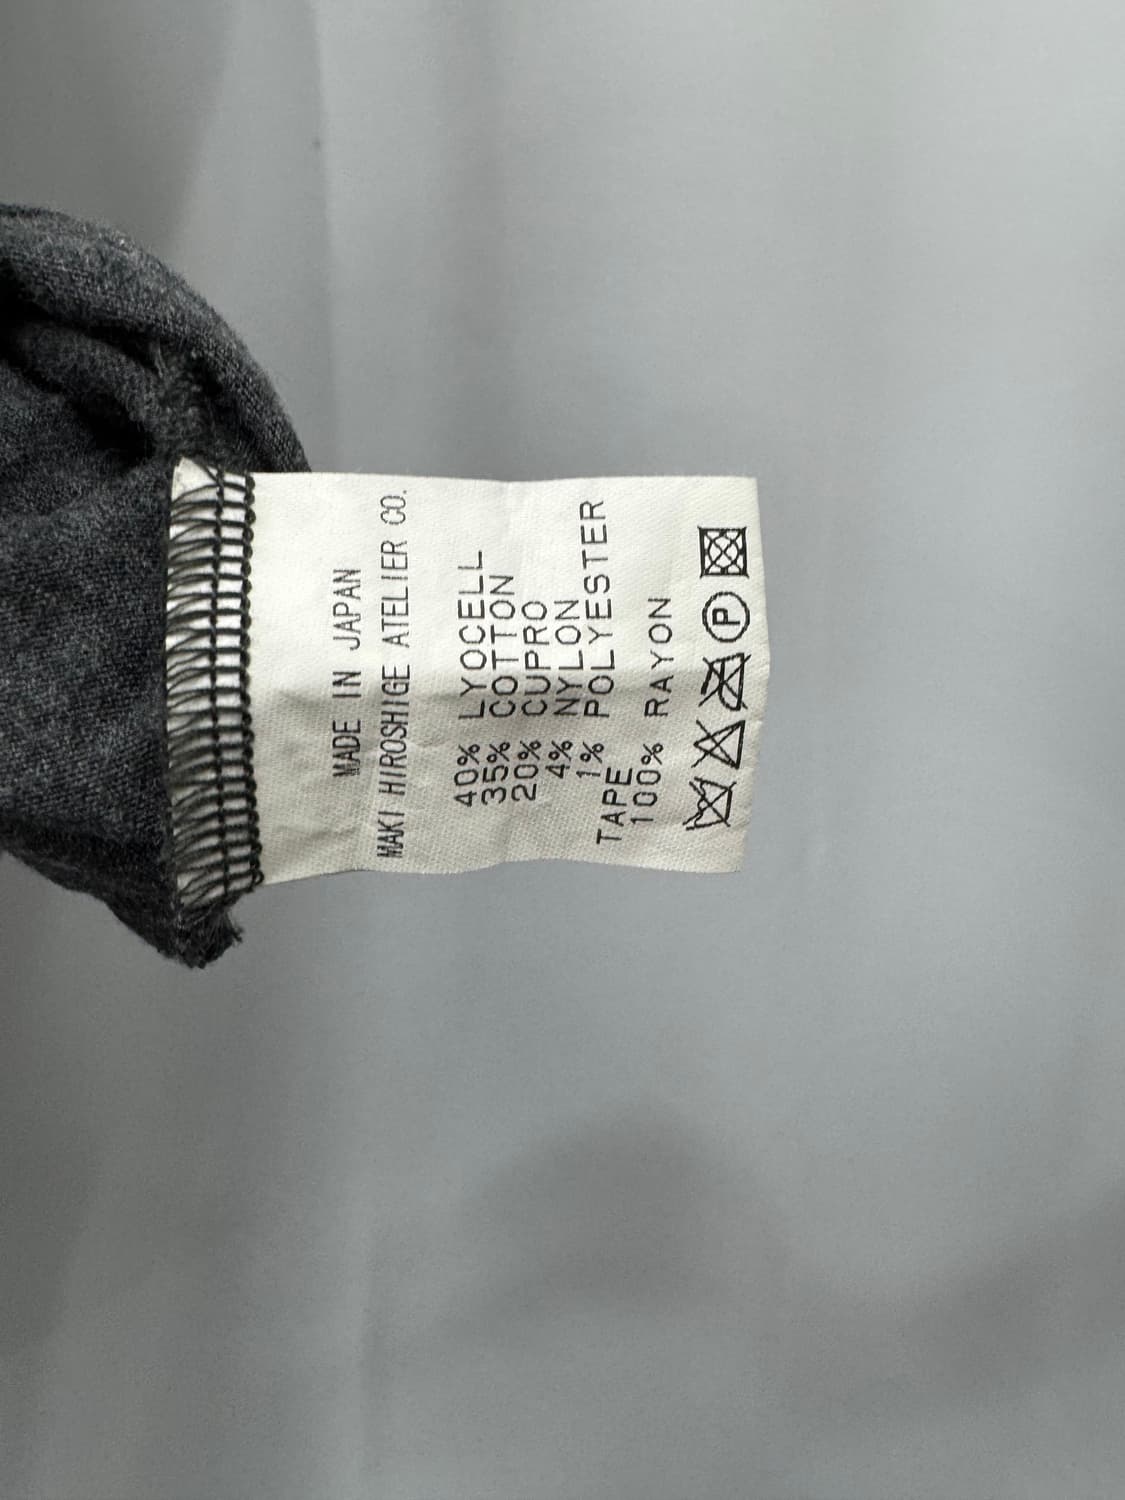 MADE IN JAPAN
MAKI HIROSHIGE ATELIER CO.
40% LYOCELL
35% COTTON
20% CUPRO
4% NYLON
1% POLYESTER
TAPE
100% RAYON
P